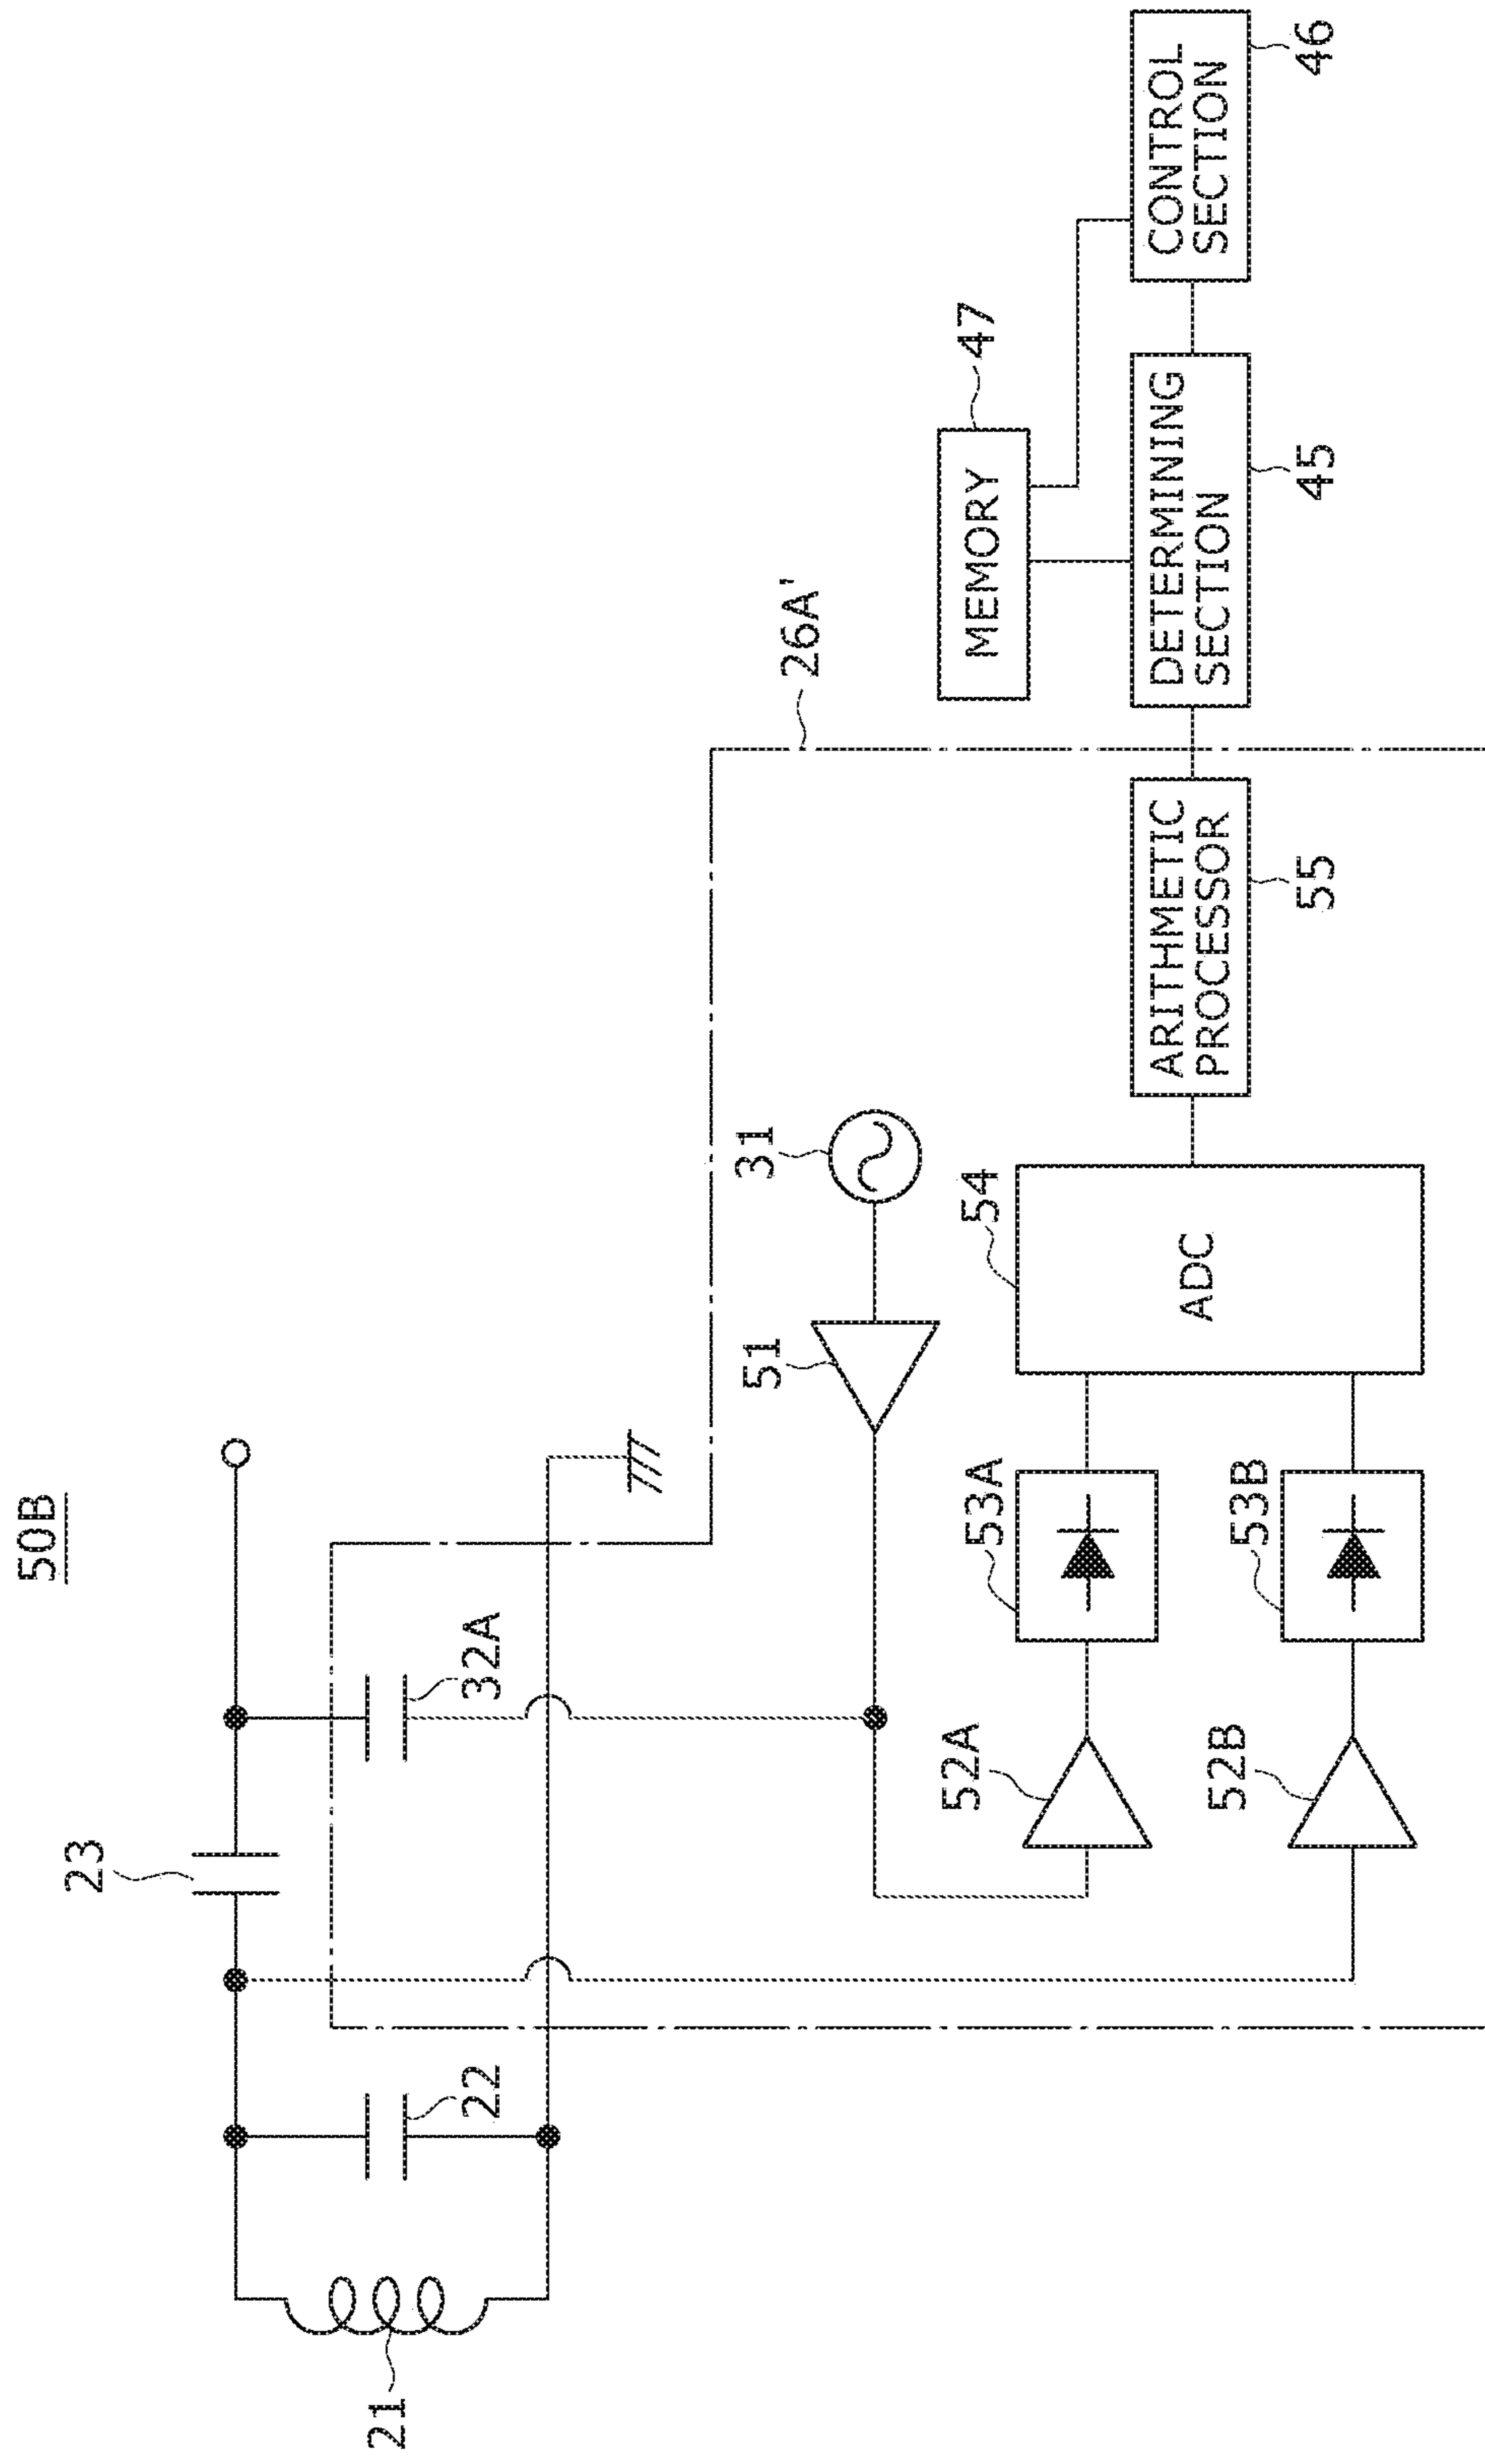 50B
23
32A
22
21
26A'
31
51
47
MEMORY
54
ADC
53A
53B
52A
52B
ARITHMETIC
PROCESSOR
55
DETERMINING
SECTION
45
CONTROL
SECTION
46